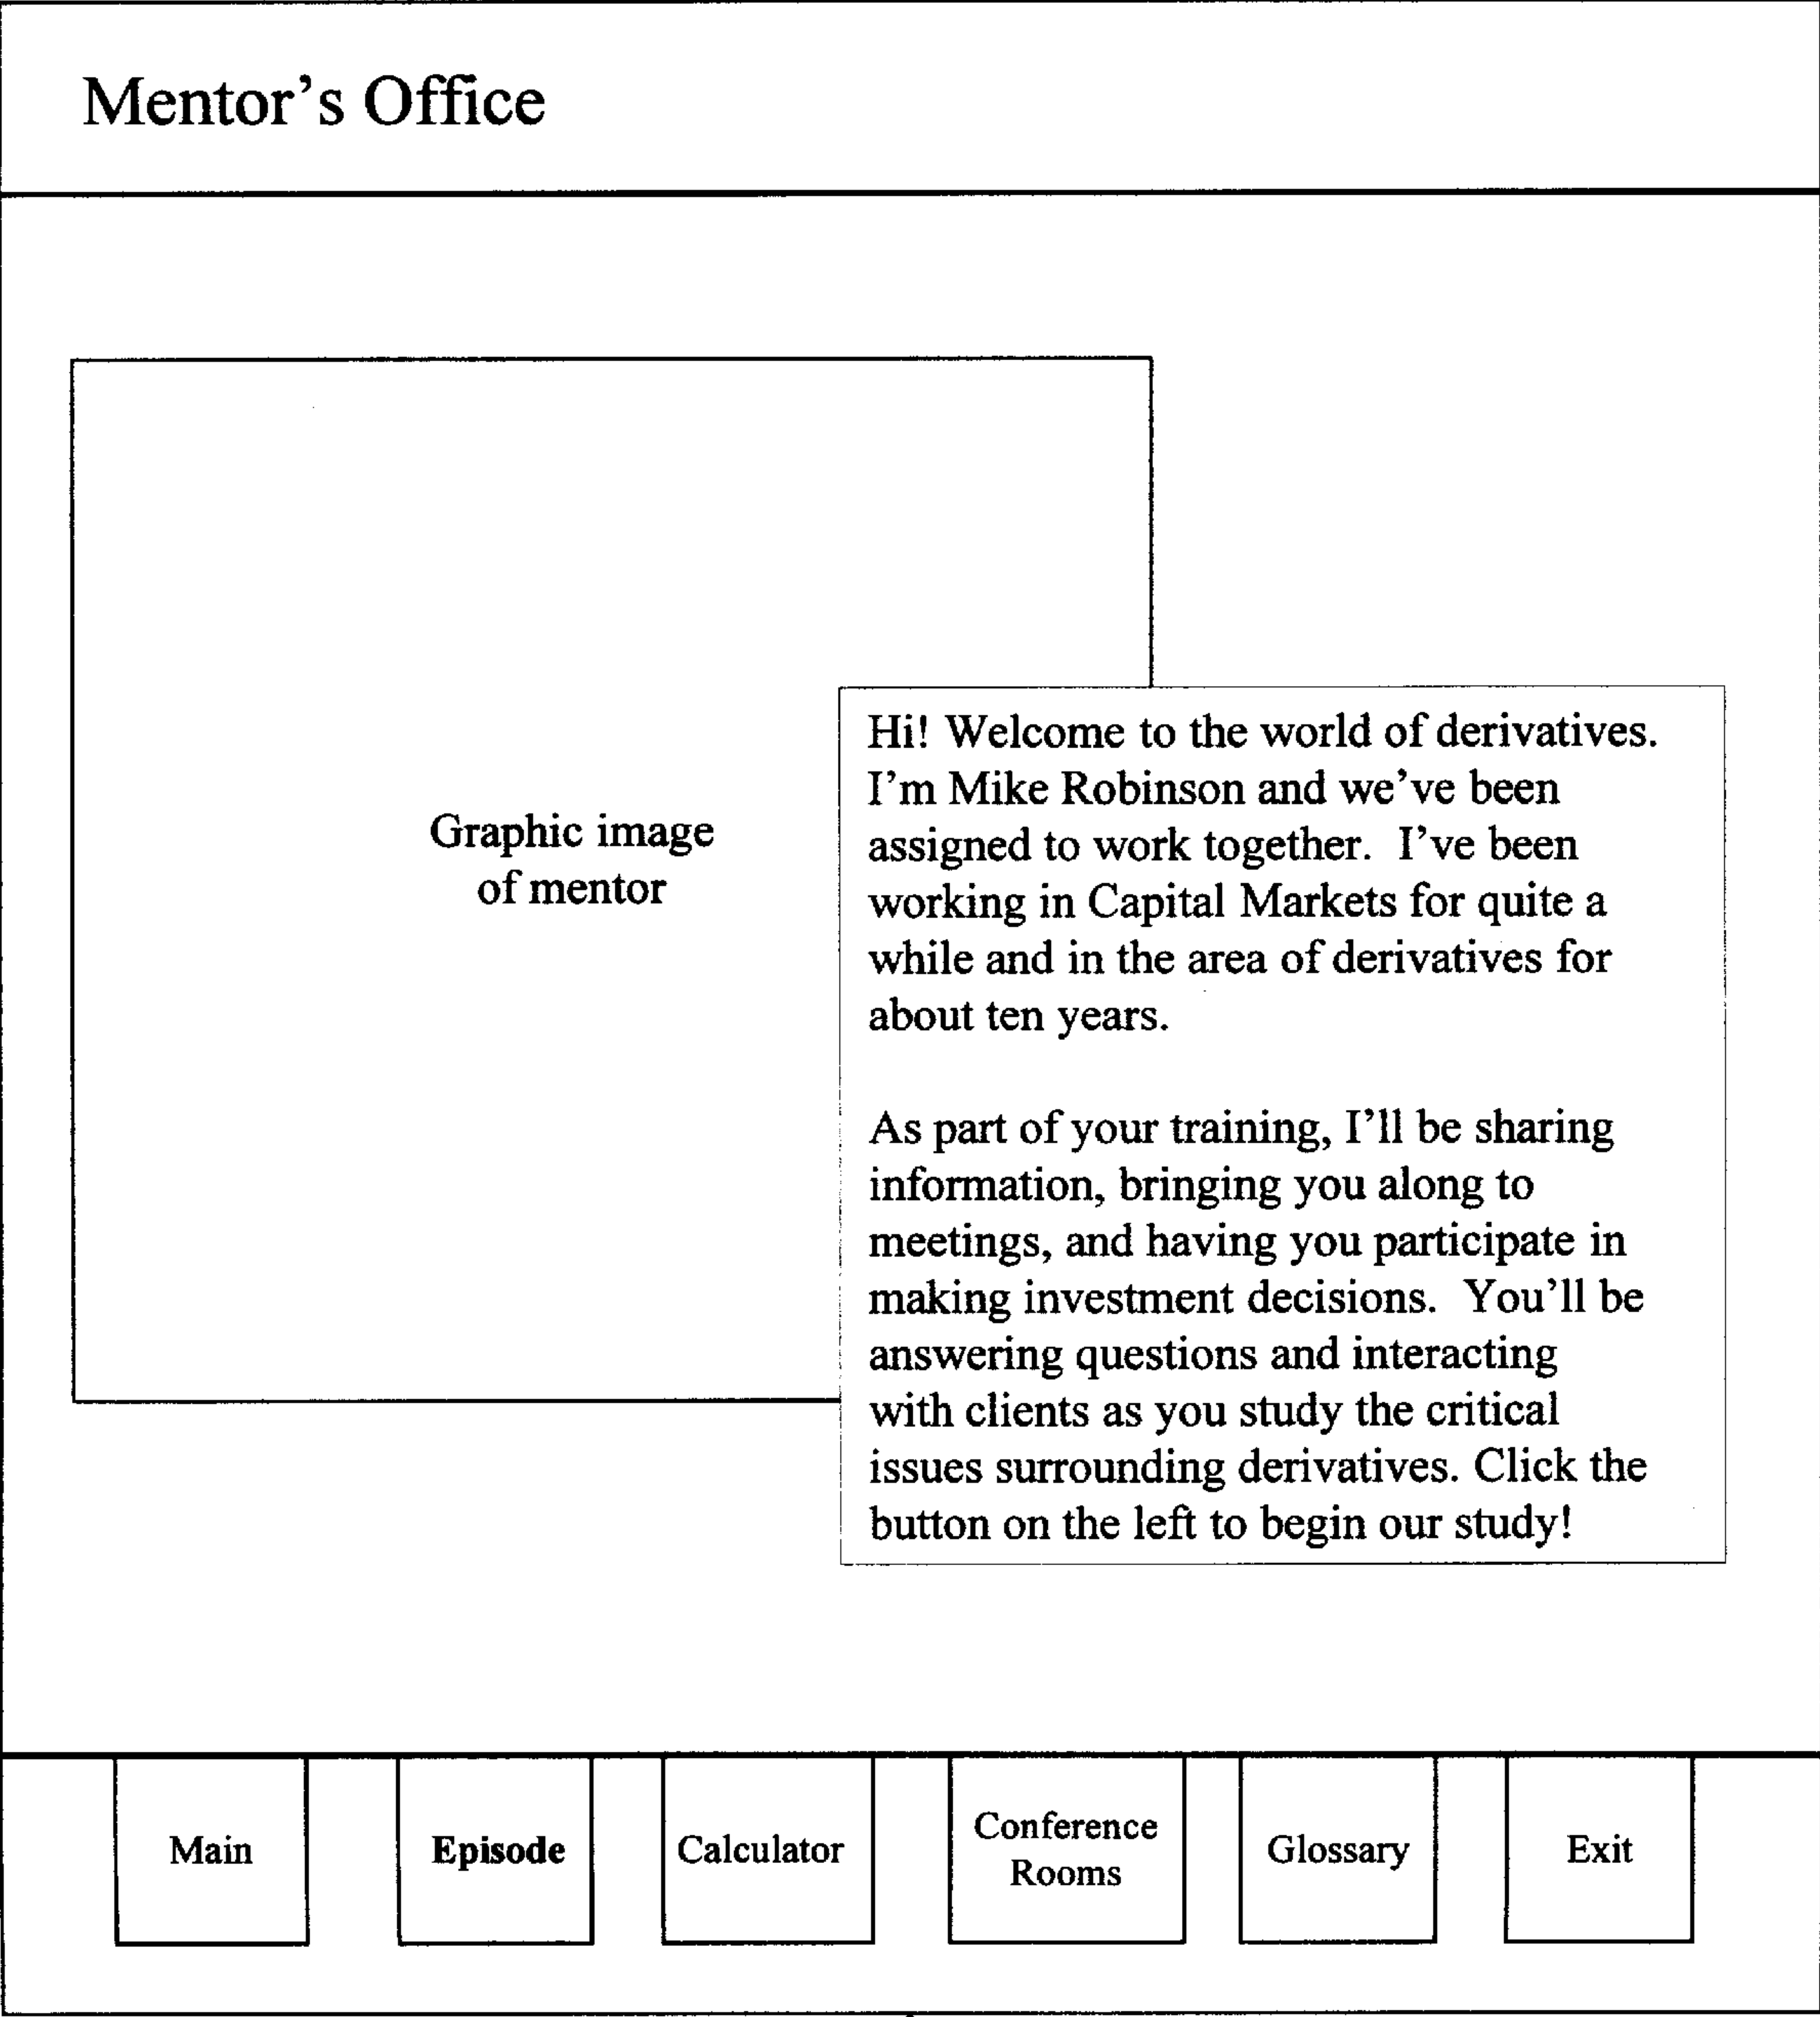 Mentor's Office
Graphic image
of mentor
Hi! Welcome to the world of derivatives.
I'm Mike Robinson and we've been
assigned to work together.  I've been
working in Capital Markets for quite a
while and in the area of derivatives for
about ten years.
As part of your training, I'll be sharing
information, bringing you along to
meetings, and having you participate in
making investment decisions.  You'll be
answering questions and interacting
with clients as you study the critical
issues surrounding derivatives. Click the
button on the left to begin our study!
Main
Episode
Calculator
Conference
Rooms
Glossary
Exit